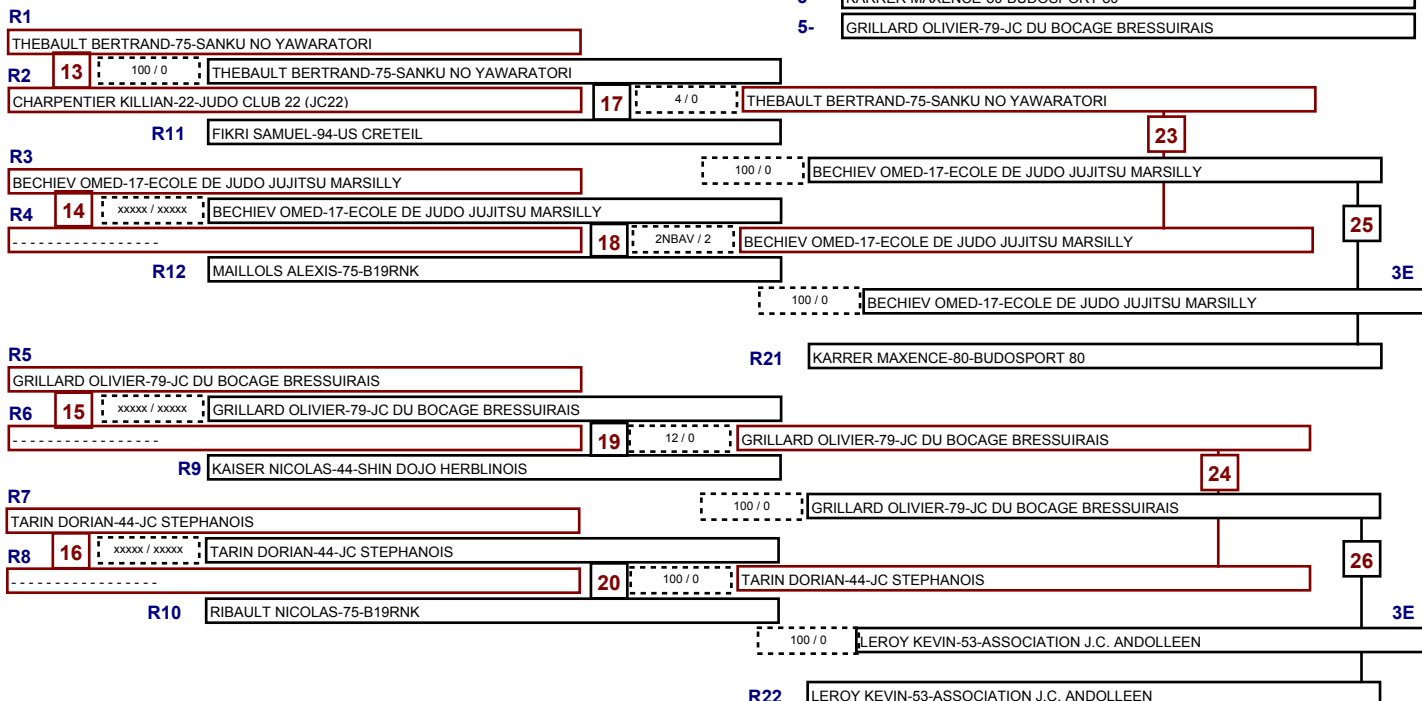 KARRER MAXENCE-80-BUDOSPORT 80
R1
5- GRILLARD OLIVIER-79-JC DU BOCAGE BRESSUIRAIS
THEBAULT BERTRAND-75-SANKU NO YAWARATORI
R2 13 100 / 0 THEBAULT BERTRAND-75-SANKU NO YAWARATORI
CHARPENTIER KILLIAN-22-JUDO CLUB 22 (JC22) 17 4 / 0 THEBAULT BERTRAND-75-SANKU NO YAWARATORI
R11 FIKRI SAMUEL-94-US CRETEIL 23
R3
100 / 0 BECHIEV OMED-17-ECOLE DE JUDO JUJITSU MARSILLY
BECHIEV OMED-17-ECOLE DE JUDO JUJITSU MARSILLY
R4 14 xxxxx / xxxxx BECHIEV OMED-17-ECOLE DE JUDO JUJITSU MARSILLY 25
- - - - - - - - - - - - - - - - - 18 2NBAV / 2 BECHIEV OMED-17-ECOLE DE JUDO JUJITSU MARSILLY
R12 MAILLOLS ALEXIS-75-B19RNK 3E
100 / 0 BECHIEV OMED-17-ECOLE DE JUDO JUJITSU MARSILLY
R5
R21 KARRER MAXENCE-80-BUDOSPORT 80
GRILLARD OLIVIER-79-JC DU BOCAGE BRESSUIRAIS
R6 15 xxxxx / xxxxx GRILLARD OLIVIER-79-JC DU BOCAGE BRESSUIRAIS
- - - - - - - - - - - - - - - - - 19 12 / 0 GRILLARD OLIVIER-79-JC DU BOCAGE BRESSUIRAIS
R9 KAISER NICOLAS-44-SHIN DOJO HERBLINOIS 24
R7
100 / 0 GRILLARD OLIVIER-79-JC DU BOCAGE BRESSUIRAIS
TARIN DORIAN-44-JC STEPHANOIS
R8 16 xxxxx / xxxxx TARIN DORIAN-44-JC STEPHANOIS 26
- - - - - - - - - - - - - - - - - 20 100 / 0 TARIN DORIAN-44-JC STEPHANOIS
R10 RIBAULT NICOLAS-75-B19RNK 3E
100 / 0 LEROY KEVIN-53-ASSOCIATION J.C. ANDOLLEEN
R22 LEROY KEVIN-53-ASSOCIATION J.C. ANDOLLEEN